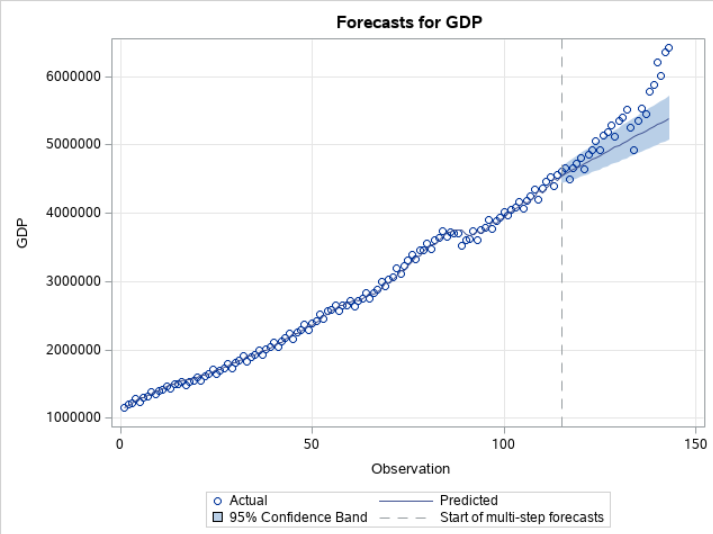 Forecasts for GDP
6000000
5000000
4000000
3000000
2000000
1000000
GDP
0 50 100 150
Observation
Actual Predicted
95% Confidence Band Start of multi-step forecasts